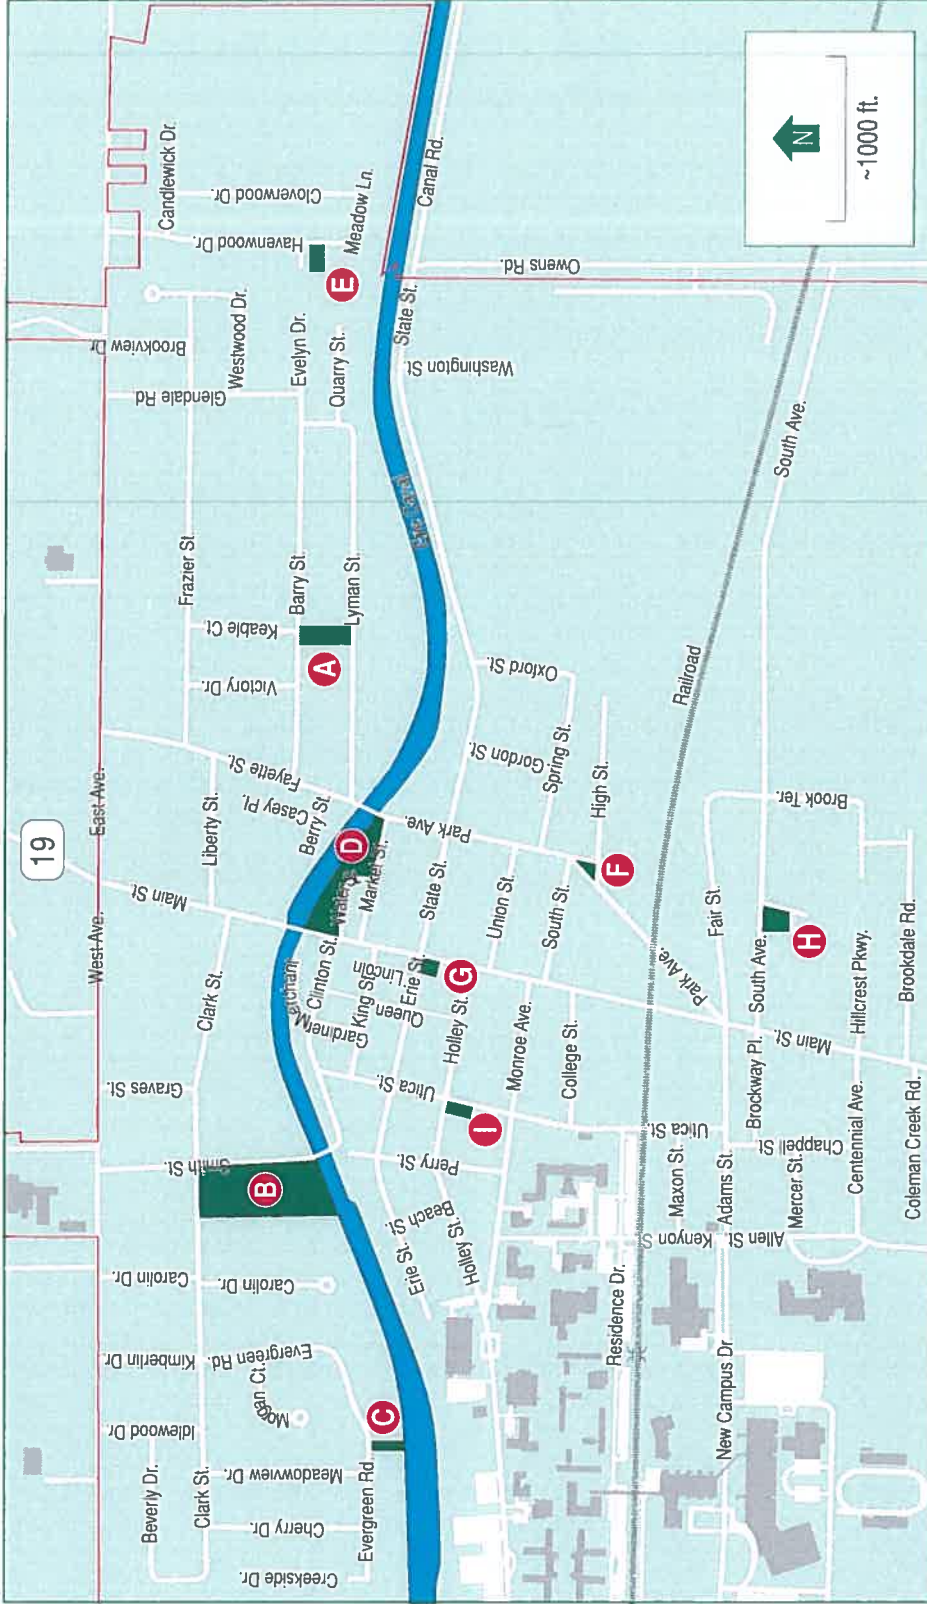 19
West Ave.
East Ave.
Main St.
Candlewick Dr.
Cloverwood Dr.
Havenwood Dr.
Meadow Ln.
Brookview Dr
Westwood Dr.
Glendale Rd
Evelyn Dr.
Quarry St.
E
Frazier St.
Keable Ct
Victory Dr.
Barry St.
Lyman St.
A
Fayette St.
Casey Pl.
Berry St.
Liberty St.
Clark St.
Graves St.
Smith St.
B
Carolin Dr.
Carolin Dr.
Kimberlin Dr.
Evergreen Rd.
Morgan Ct.
Idlewood Dr.
Beverly Dr.
Clark St.
Meadowview Dr.
Cherry Dr.
Creekside Dr.
Evergreen Rd.
C
Erie Canal
State St.
Canal Rd.
Washington St
Owens Rd.
D
Water St
Market St.
Clinton St.
Merchant
Lincoln
King St.
Queen
Gardiner
Erie St.
State St.
Park Ave.
Oxford St.
Gordon St.
Spring St.
High St.
Union St.
South St.
F
G
Holley St.
Utica St.
I
Monroe Ave.
College St.
Perry St.
Beach St.
Erie St.
Holley St.
Park Ave.
Railroad
South Ave.
Brook Ter.
Fair St.
South Ave.
H
Main St.
Hillcrest Pkwy.
Brookdale Rd.
Brockway Pl.
Utica St.
Chappell St
Maxon St.
Adams St.
Mercer St.
Centennial Ave.
Coleman Creek Rd.
Kenyon S
Allen St.
Residence Dr.
New Campus Dr
N
~1000 ft.